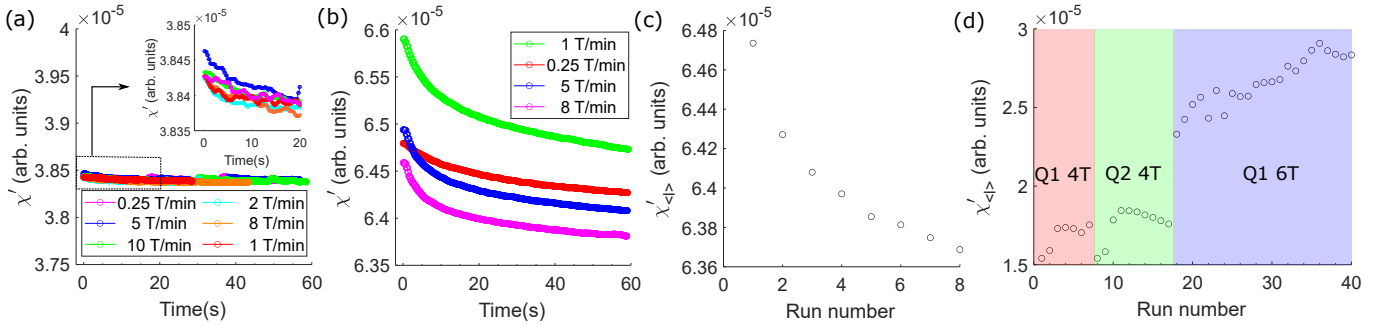 (a)
×10⁻⁵
4
3.95
3.9
3.85
3.8
3.75
χ′ (arb. units)
0
10
20
30
40
50
60
Time(s)
3.85
×10⁻⁵
3.845
3.84
3.835
χ′ (arb. units)
0
10
20
Time(s)
0.25 T/min
2 T/min
5 T/min
8 T/min
10 T/min
1 T/min
(b)
×10⁻⁵
6.6
6.55
6.5
6.45
6.4
6.35
χ′ (arb. units)
0
20
40
60
Time(s)
1 T/min
0.25 T/min
5 T/min
8 T/min
(c)
×10⁻⁵
6.48
6.46
6.44
6.42
6.4
6.38
6.36
χ′<I> (arb. units)
0
2
4
6
8
Run number
(d)
×10⁻⁵
3
2.5
2
1.5
χ′<I> (arb. units)
Q1 4T
Q2 4T
Q1 6T
0
10
20
30
40
Run number